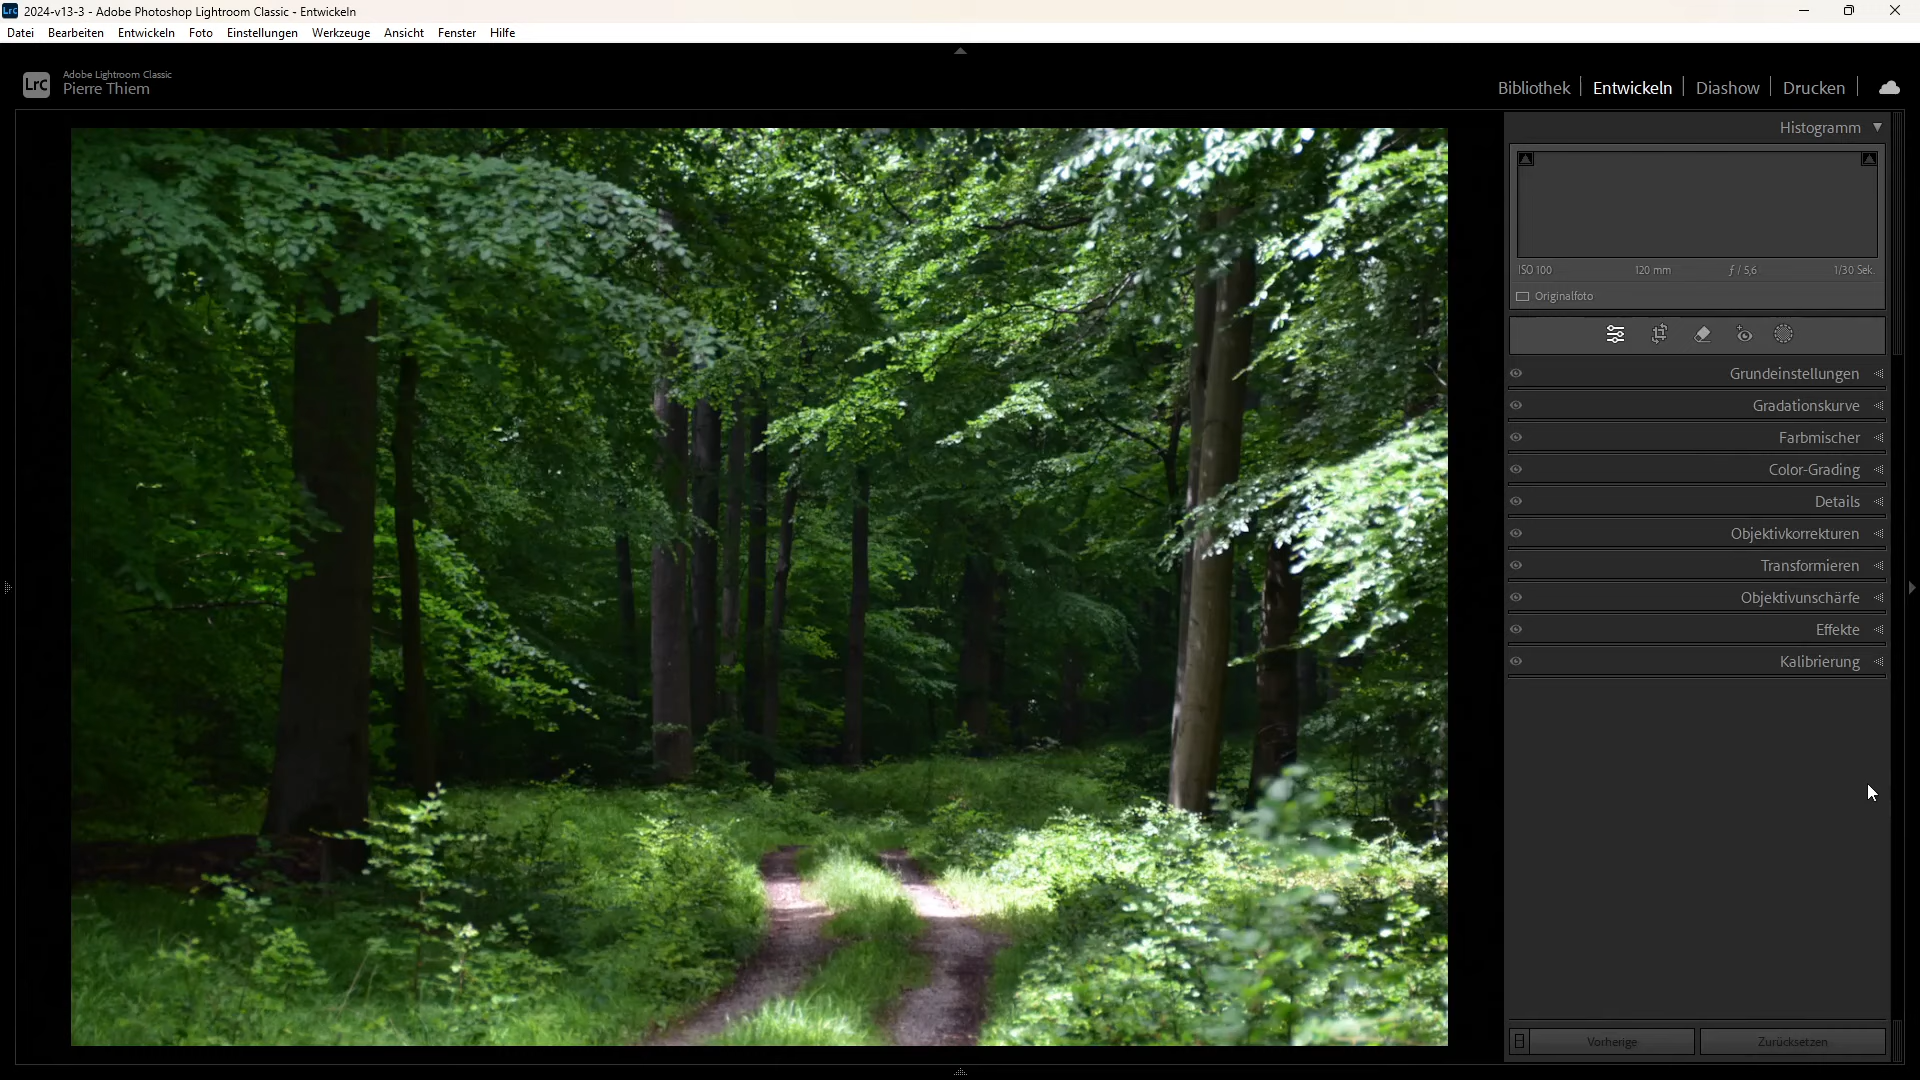 2024-v13-3 - Adobe Photoshop Lightroom Classic - Entwickeln
Datei Bearbeiten Entwickeln Foto Einstellungen Werkzeuge Ansicht Fenster Hilfe
LrC
Adobe Lightroom Classic
Pierre Thiem
Bibliothek Entwickeln Diashow Drucken
Histogramm
ISO 100 120 mm ƒ / 5,6 1/30 Sek.
Originalfoto
Grundeinstellungen
Gradationskurve
Farbmischer
Color-Grading
Details
Objektivkorrekturen
Transformieren
Objektivunschärfe
Effekte
Kalibrierung
Vorherige Zurücksetzen